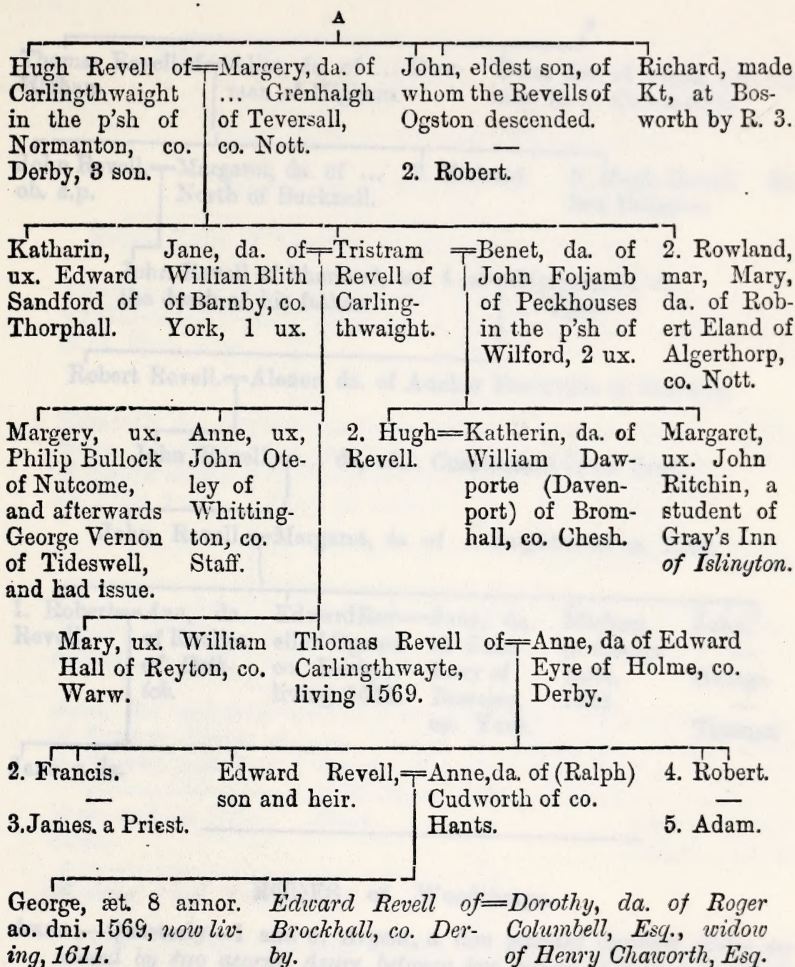 A
Hugh Revell of
Carlingthwaight
in the p'sh of
Normanton, co.
Derby, 3 son.
Margery, da. of
... Grenhalgh
of Teversall,
co. Nott.
John, eldest son, of
whom the Revells of
Ogston descended.
—
2. Robert.
Richard, made
Kt, at Bos-
worth by R. 3.
Katharin,
ux. Edward
Sandford of
Thorphall.
Jane, da. of
William Blith
of Barnby, co.
York, 1 ux.
Tristram
Revell of
Carling-
thwaight.
Benet, da. of
John Foljamb
of Peckhouses
in the p'sh of
Wilford, 2 ux.
2. Rowland,
mar, Mary,
da. of Rob-
ert Eland of
Algerthorp,
co. Nott.
Margery, ux.
Philip Bullock
of Nutcome,
and afterwards
George Vernon
of Tideswell,
and had issue.
Anne, ux,
John Ote-
ley of
Whitting-
ton, co.
Staff.
2. Hugh
Revell.
Katherin, da. of
William Daw-
porte (Daven-
port) of Brom-
hall, co. Chesh.
Margaret,
ux. John
Ritchin, a
student of
Gray's Inn
of Islington.
Mary, ux. William
Hall of Reyton, co.
Warw.
Thomas Revell of
Carlingthwayte,
living 1569.
Anne, da of Edward
Eyre of Holme, co.
Derby.
2. Francis.
—
3. James, a Priest.
Edward Revell,
son and heir.
Anne, da. of (Ralph)
Cudworth of co.
Hants.
4. Robert.
—
5. Adam.
George, æt. 8 annor.
ao. dni. 1569, now liv-
ing, 1611.
Edward Revell of
Brockhall, co. Der-
by.
Dorothy, da. of Roger
Columbell, Esq., widow
of Henry Chaworth, Esq.